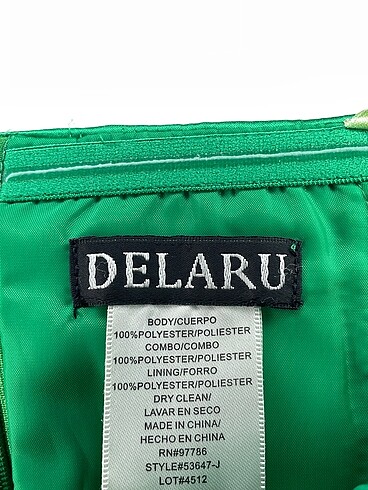 DELARU
BODY/CUERPO
100%POLYESTER/POLIESTER
COMBO/COMBO
100%POLYESTER/POLIESTER
LINING/FORRO
100%POLYESTER/POLIESTER
DRY CLEAN/
LAVAR EN SECO
MADE IN CHINA/
HECHO EN CHINA
RN#97786
STYLE#53647-J
LOT#4512